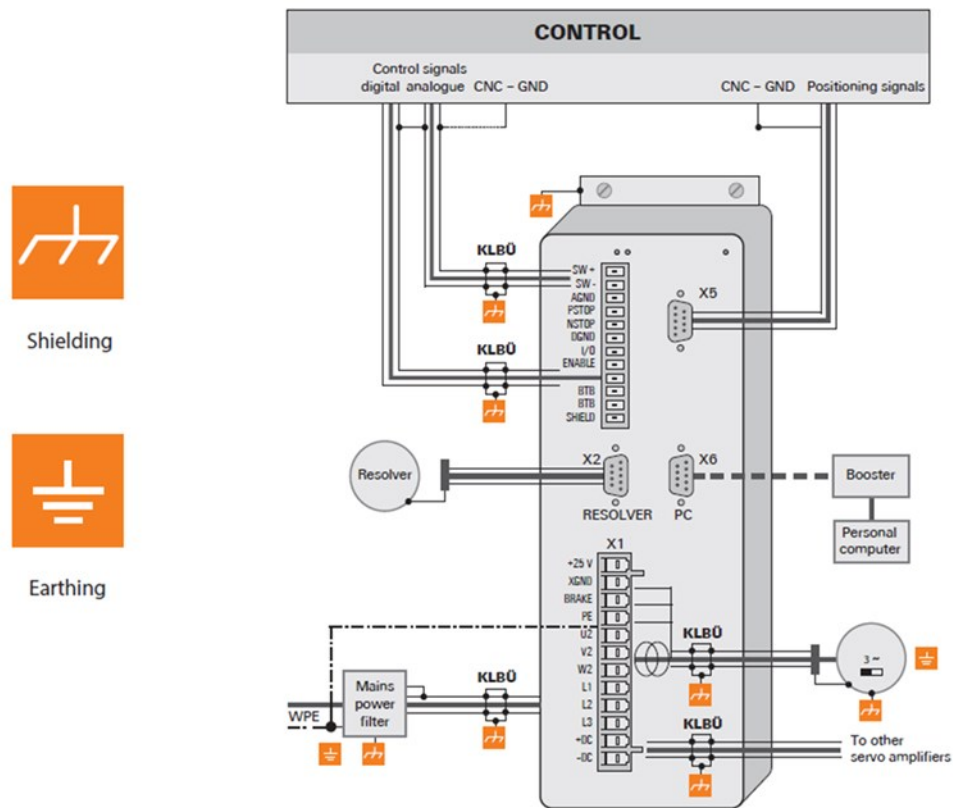 CONTROL
Control signals
digital analogue CNC – GND
CNC – GND Positioning signals
Shielding
Earthing
KLBÜ
SW +
SW -
AGND
PSTOP
NSTOP
DGND
I/O
ENABLE
BTB
BTB
SHIELD
X5
KLBÜ
Resolver
X2
RESOLVER
X6
PC
Booster
Personal
computer
X1
+25 V
XGND
BRAKE
PE
U2
V2
W2
L1
L2
L3
+DC
-DC
KLBÜ
3 ~
KLBÜ
Mains
power
filter
WPE
KLBÜ
To other
servo amplifiers